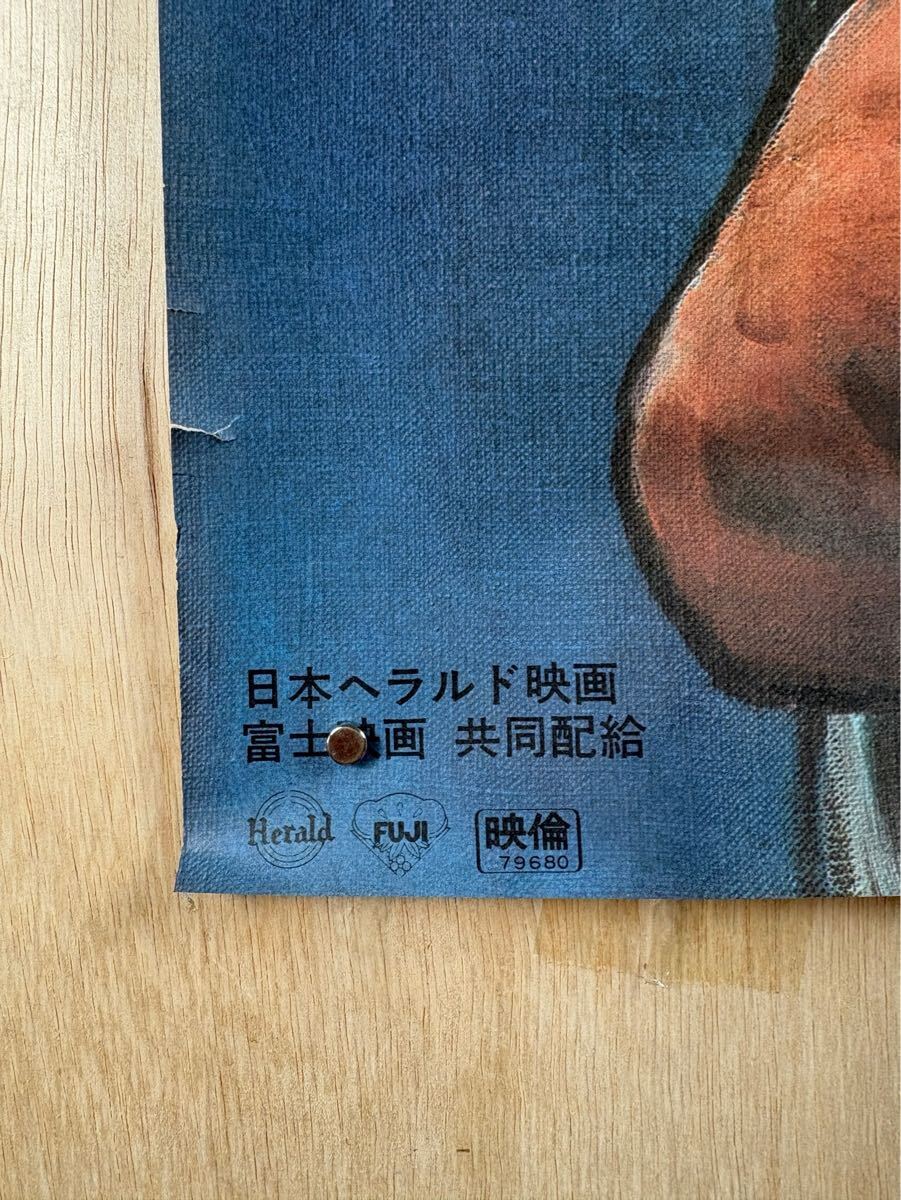 日本ヘラルド映画
富士映画 共同配給
Herald
FUJI
映倫
79680